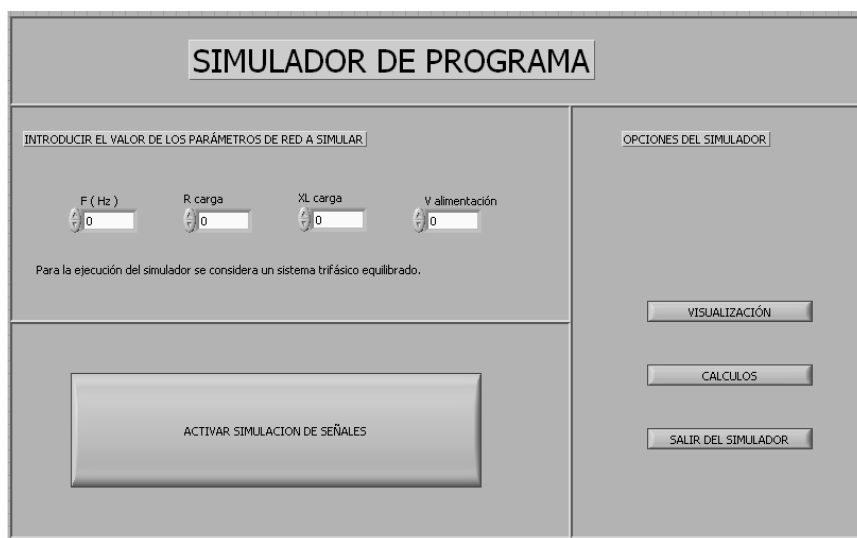 SIMULADOR DE PROGRAMA
INTRODUCIR EL VALOR DE LOS PARÁMETROS DE RED A SIMULAR
F ( Hz )
0
R carga
0
XL carga
0
V alimentación
0
Para la ejecución del simulador se considera un sistema trifásico equilibrado.
ACTIVAR SIMULACION DE SEÑALES
OPCIONES DEL SIMULADOR
VISUALIZACIÓN
CALCULOS
SALIR DEL SIMULADOR